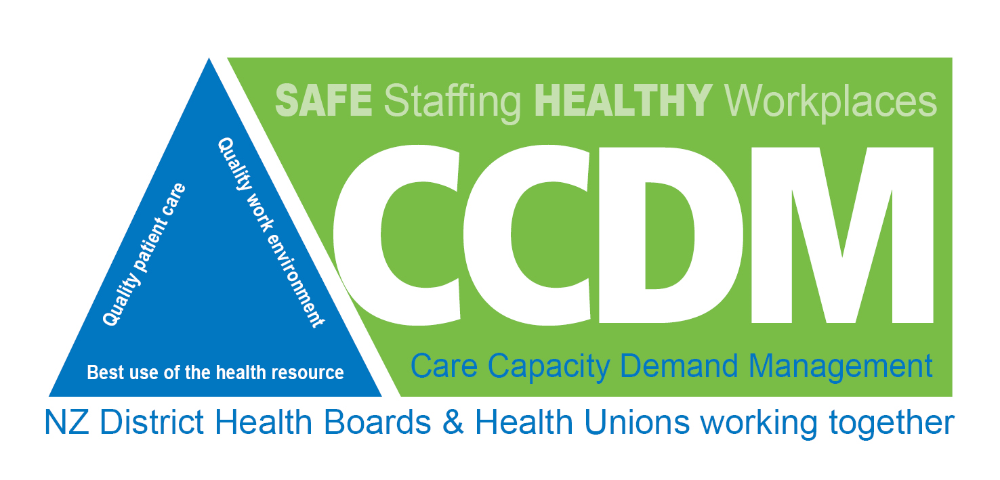 SAFE Staffing HEALTHY Workplaces
CCDM
Care Capacity Demand Management
Quality patient care
Quality work environment
Best use of the health resource
NZ District Health Boards & Health Unions working together